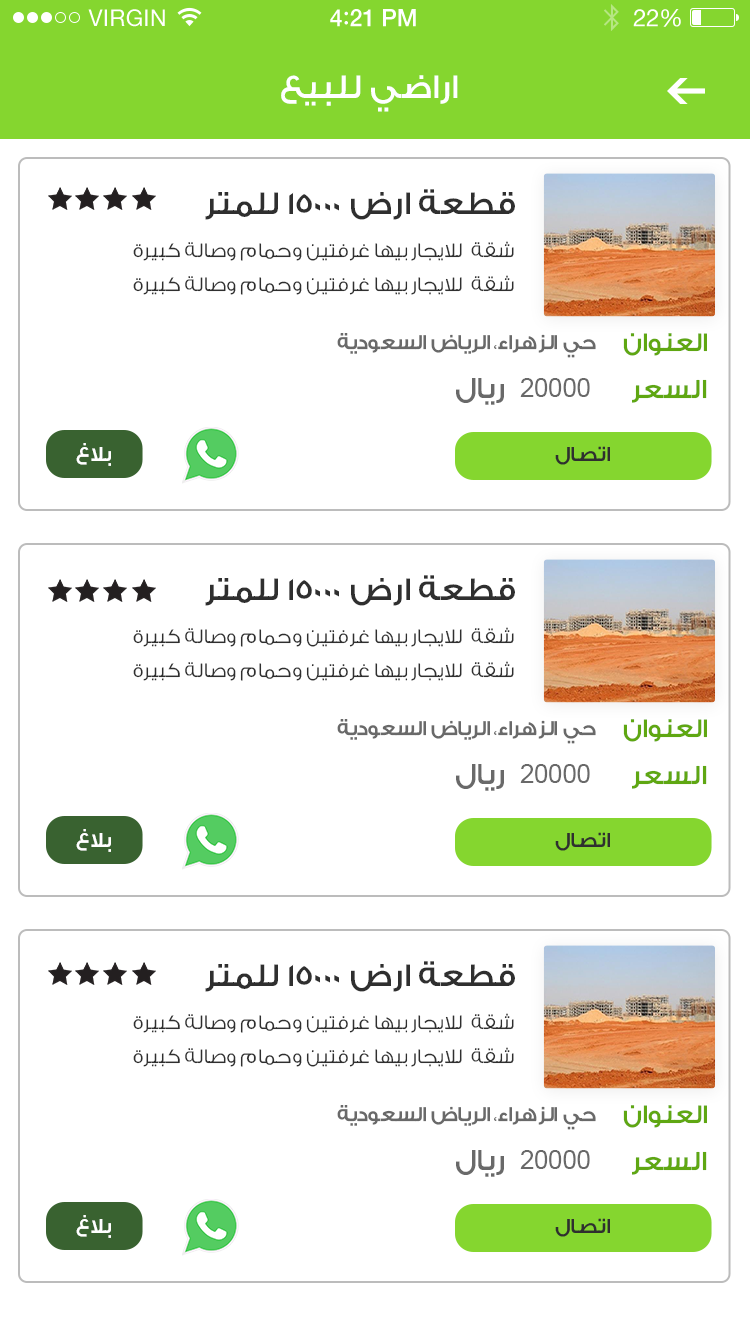 VIRGIN 4:21 PM 22%
اراضي للبيع
قطعة ارض ١٥٠٠٠ للمتر
شقة للايجار بيها غرفتين وحمام وصالة كبيرة
شقة للايجار بيها غرفتين وحمام وصالة كبيرة
العنوان حي الزهراء، الرياض السعودية
السعر 20000 ريال
اتصال بلاغ
قطعة ارض ١٥٠٠٠ للمتر
شقة للايجار بيها غرفتين وحمام وصالة كبيرة
شقة للايجار بيها غرفتين وحمام وصالة كبيرة
العنوان حي الزهراء، الرياض السعودية
السعر 20000 ريال
اتصال بلاغ
قطعة ارض ١٥٠٠٠ للمتر
شقة للايجار بيها غرفتين وحمام وصالة كبيرة
شقة للايجار بيها غرفتين وحمام وصالة كبيرة
العنوان حي الزهراء، الرياض السعودية
السعر 20000 ريال
اتصال بلاغ